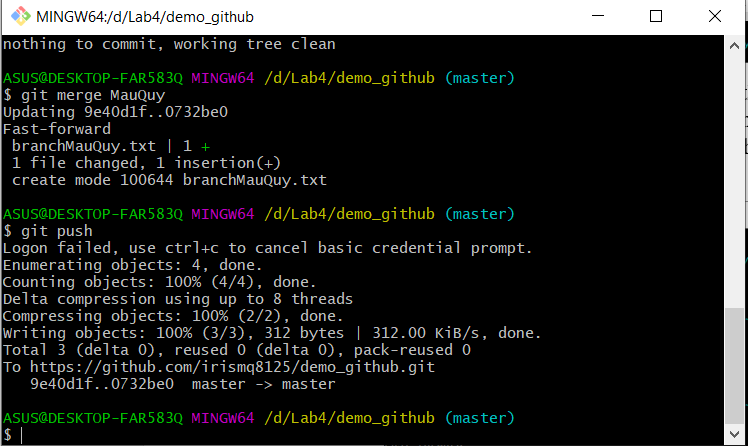 MINGW64:/d/Lab4/demo_github
nothing to commit, working tree clean
ASUS@DESKTOP-FAR583Q MINGW64 /d/Lab4/demo_github (master)
$ git merge MauQuy
Updating 9e40d1f..0732be0
Fast-forward
 branchMauQuy.txt | 1 +
 1 file changed, 1 insertion(+)
 create mode 100644 branchMauQuy.txt
ASUS@DESKTOP-FAR583Q MINGW64 /d/Lab4/demo_github (master)
$ git push
Logon failed, use ctrl+c to cancel basic credential prompt.
Enumerating objects: 4, done.
Counting objects: 100% (4/4), done.
Delta compression using up to 8 threads
Compressing objects: 100% (2/2), done.
Writing objects: 100% (3/3), 312 bytes | 312.00 KiB/s, done.
Total 3 (delta 0), reused 0 (delta 0), pack-reused 0
To https://github.com/irismq8125/demo_github.git
   9e40d1f..0732be0  master -> master
ASUS@DESKTOP-FAR583Q MINGW64 /d/Lab4/demo_github (master)
$